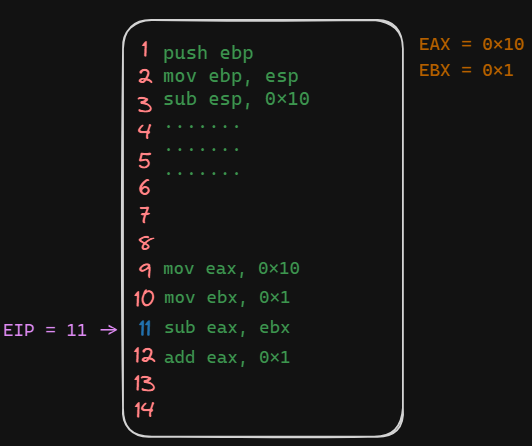 1 push ebp
2 mov ebp, esp
3 sub esp, 0×10
4 .......
5 .......
6 .......
7
8
9 mov eax, 0×10
10 mov ebx, 0×1
EIP = 11 → 11 sub eax, ebx
12 add eax, 0×1
13
14
EAX = 0×10
EBX = 0×1